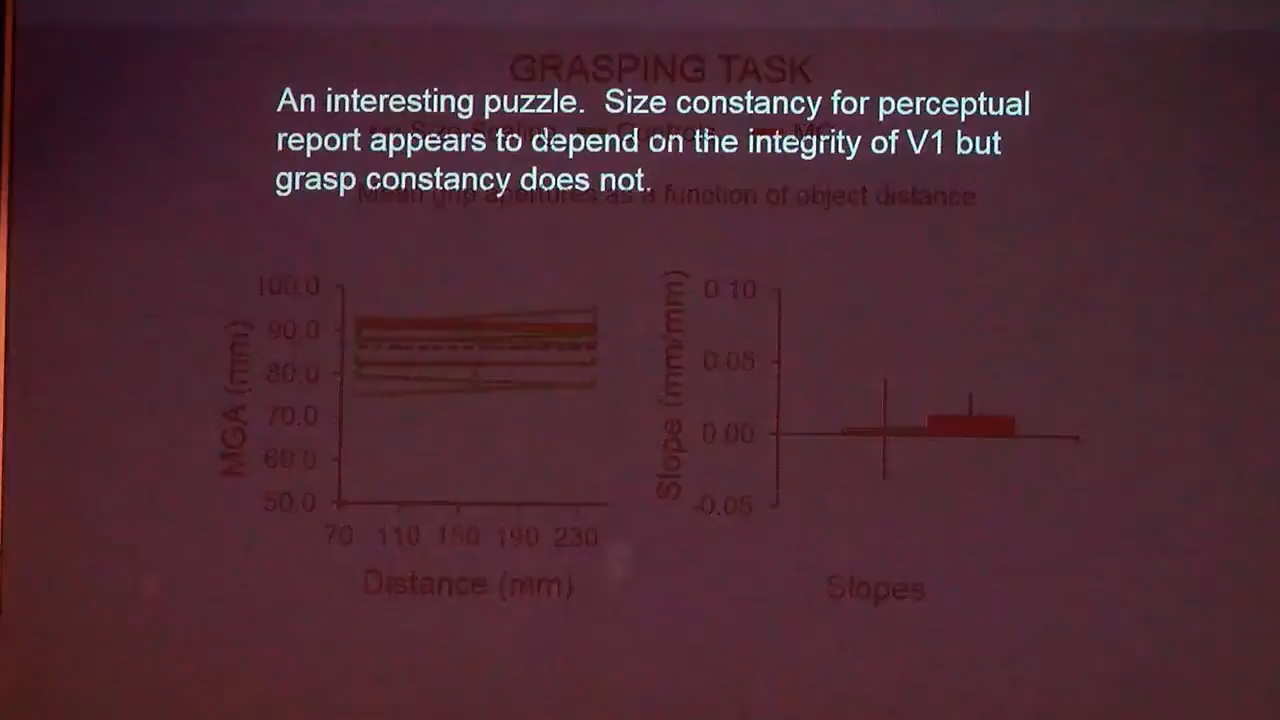 GRASPING TASK
An interesting puzzle. Size constancy for perceptual
report appears to depend on the integrity of V1 but
grasp constancy does not.
Mean grip apertures as a function of object distance
MGA (mm)
100.0
90.0
80.0
70.0
60.0
50.0
70 110 150 190 230
Distance (mm)
Slope (mm/mm)
0.10
0.05
0.00
-0.05
Slopes